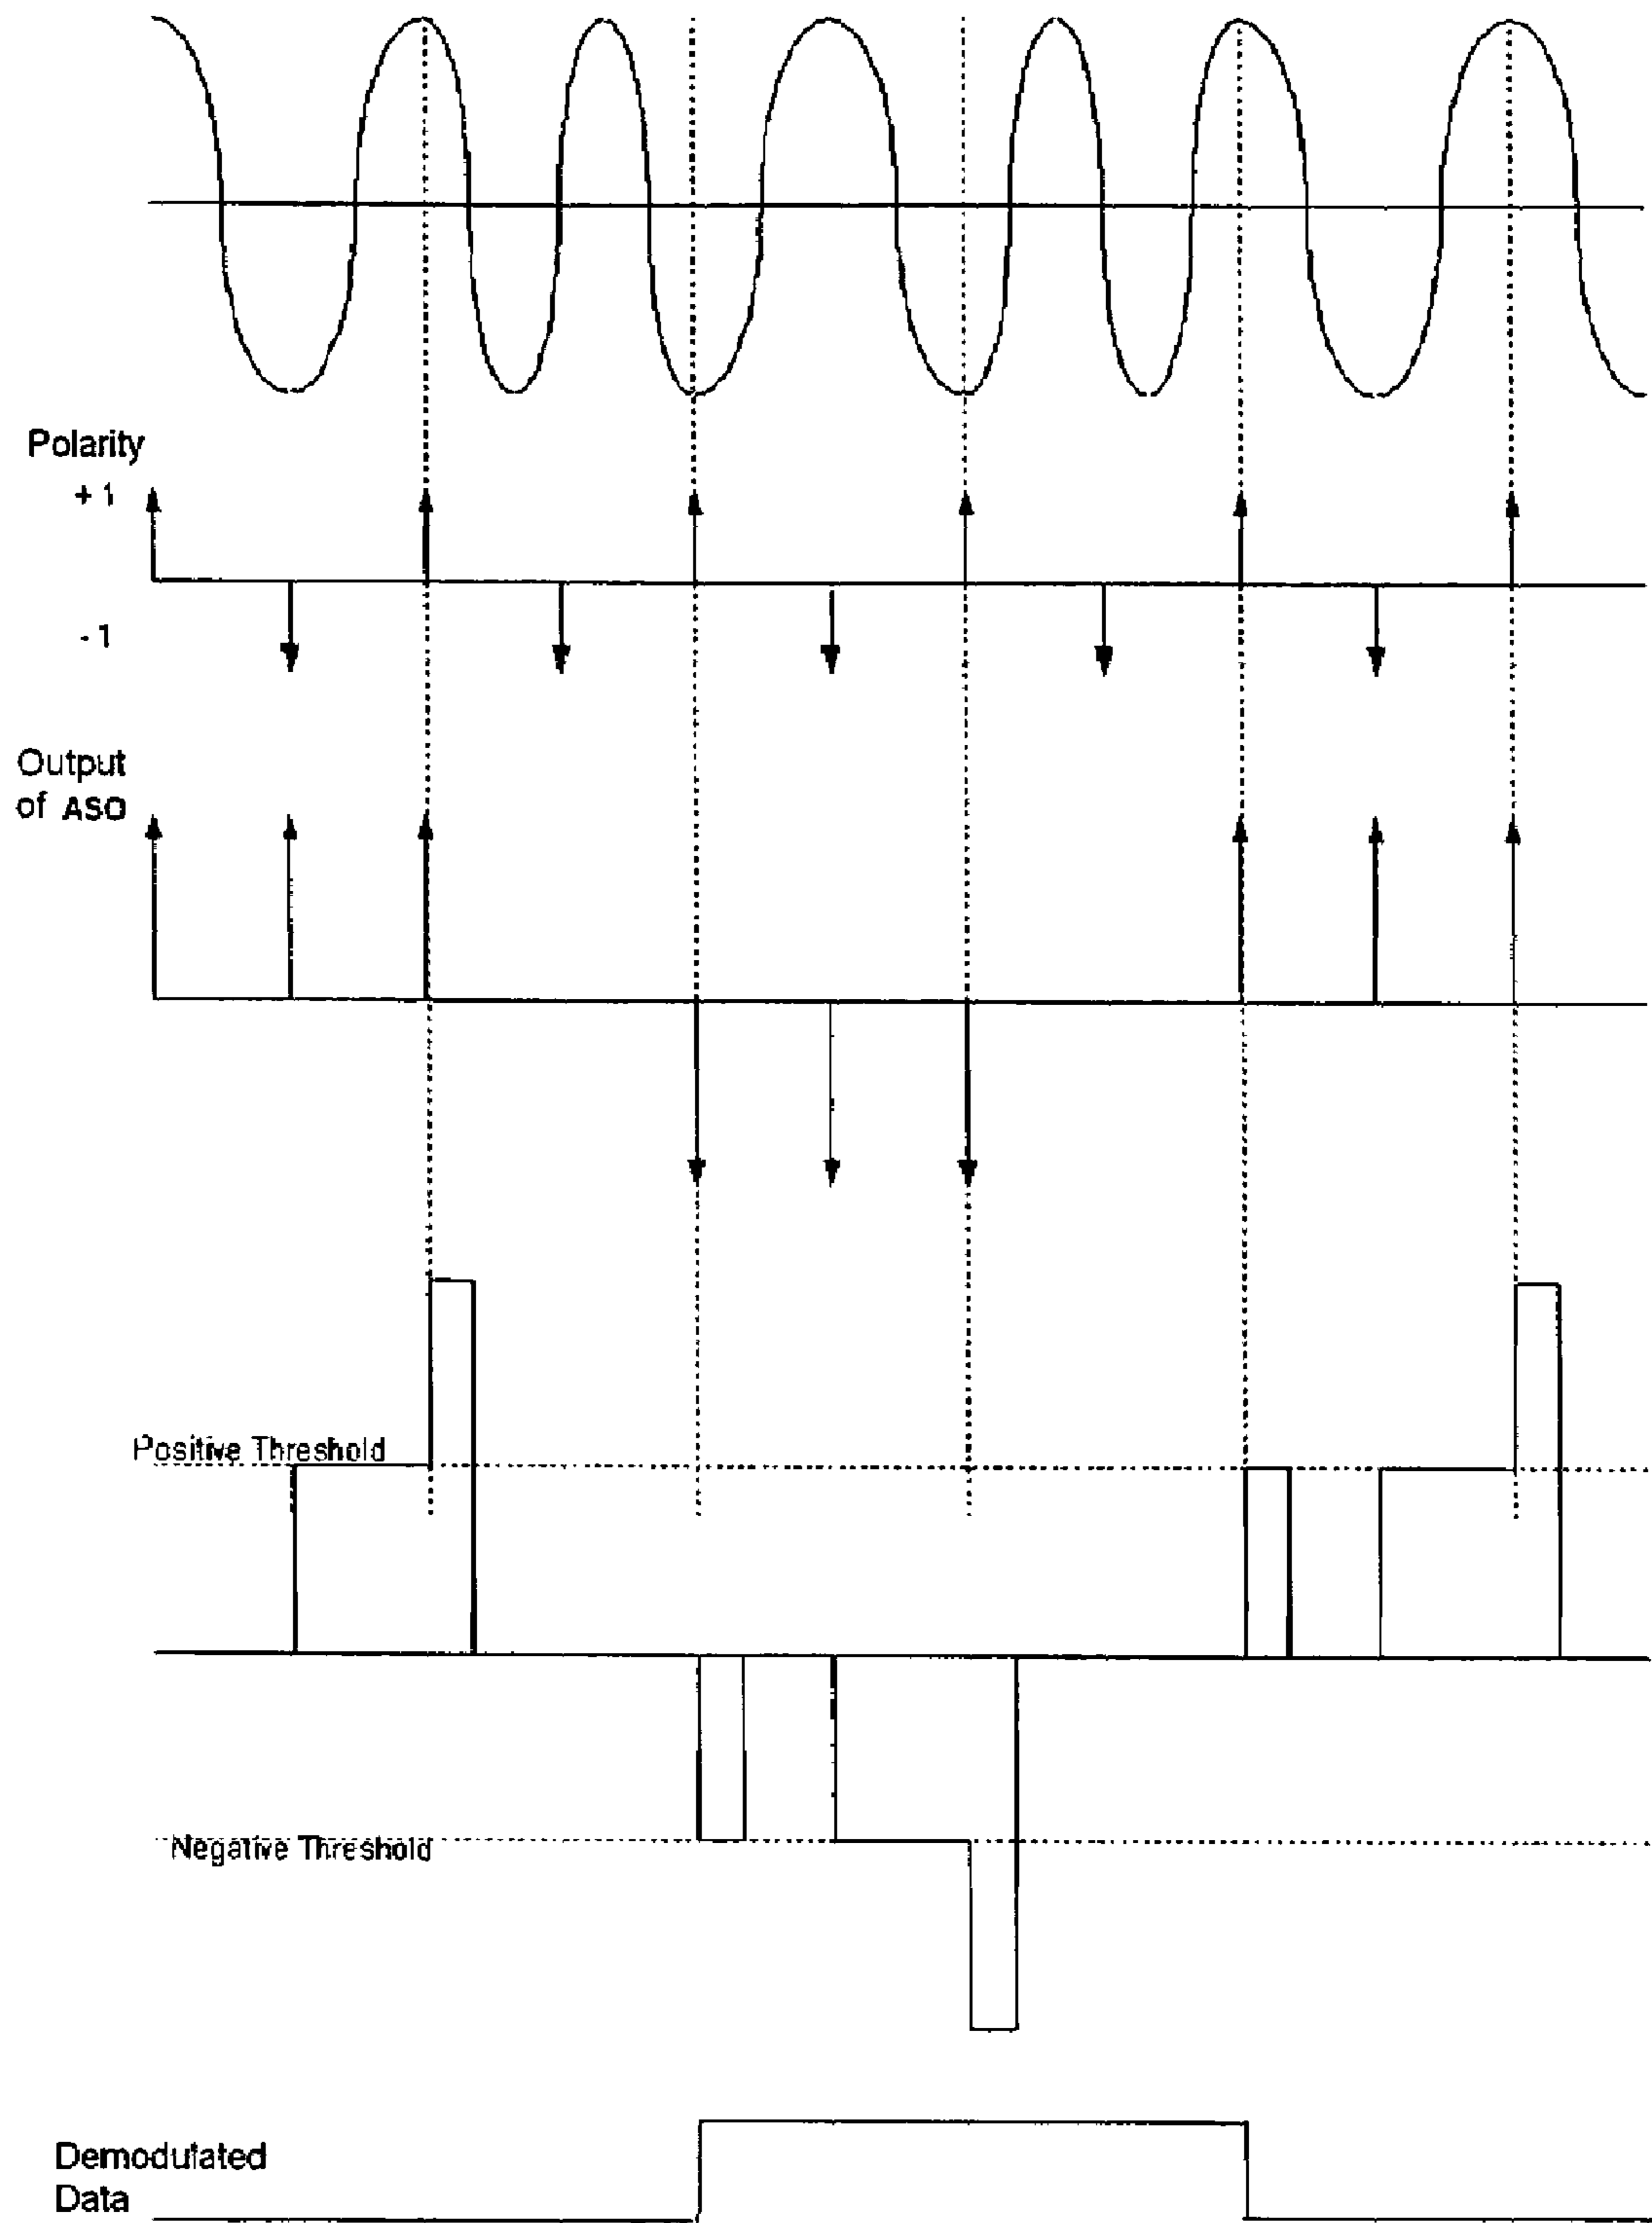 Polarity
+ 1
- 1
Output
of ASO
Positive Threshold
Negative Threshold
Demodulated
Data